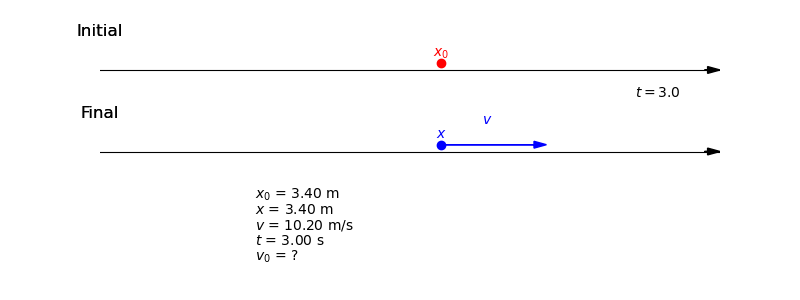 Initial
x₀
t = 3.0
Final
v
x
x₀ = 3.40 m
x = 3.40 m
v = 10.20 m/s
t = 3.00 s
v₀ = ?